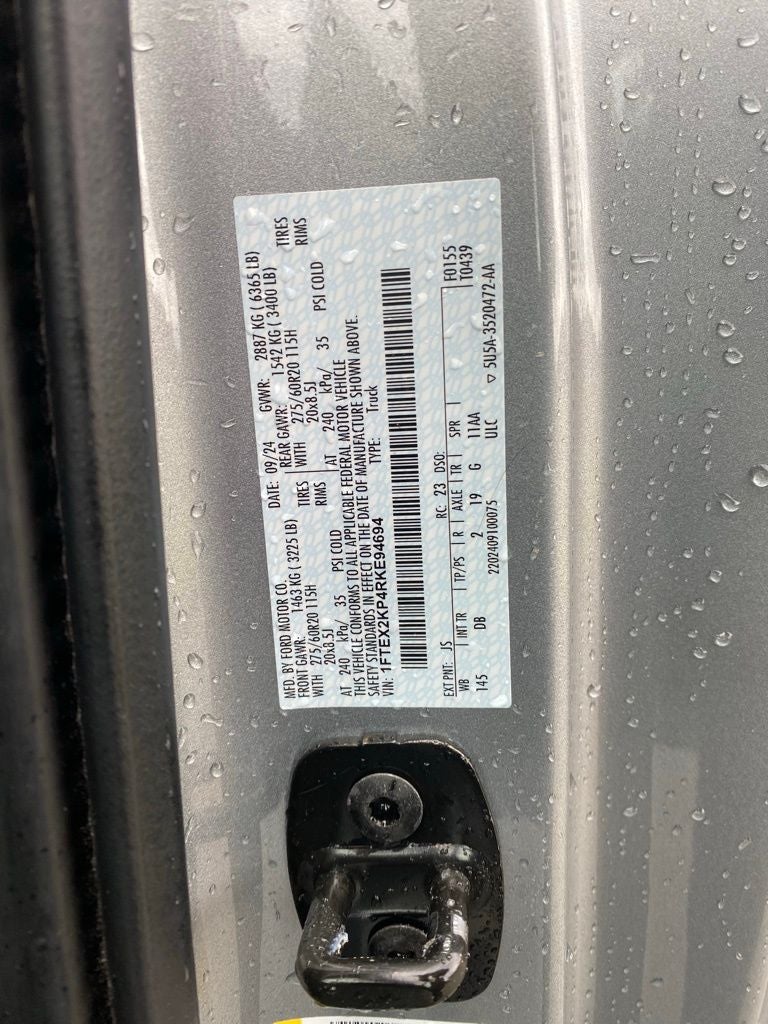 MFD. BY FORD MOTOR CO. DATE: 09/24 GVWR: 2887 KG ( 6365 LB)
FRONT GAWR: 1463 KG ( 3225 LB) REAR GAWR: 1542 KG ( 3400 LB)
WITH 275/60R20 115H TIRES WITH 275/60R20 115H TIRES
20x8.5J RIMS 20x8.5J RIMS
AT 240 kPa/ 35 PSI COLD AT 240 kPa/ 35 PSI COLD
THIS VEHICLE CONFORMS TO ALL APPLICABLE FEDERAL MOTOR VEHICLE
SAFETY STANDARDS IN EFFECT ON THE DATE OF MANUFACTURE SHOWN ABOVE.
VIN: 1FTEX2KP4RKE94694 TYPE: Truck
F0155
EXT PNT: JS RC: 23 DSO: T0439
WB INT TR TP/PS R AXLE TR SPR
145 DB 2 19 G 11AA
2202409100075 ULC ▽ 5U5A-3520472-AA